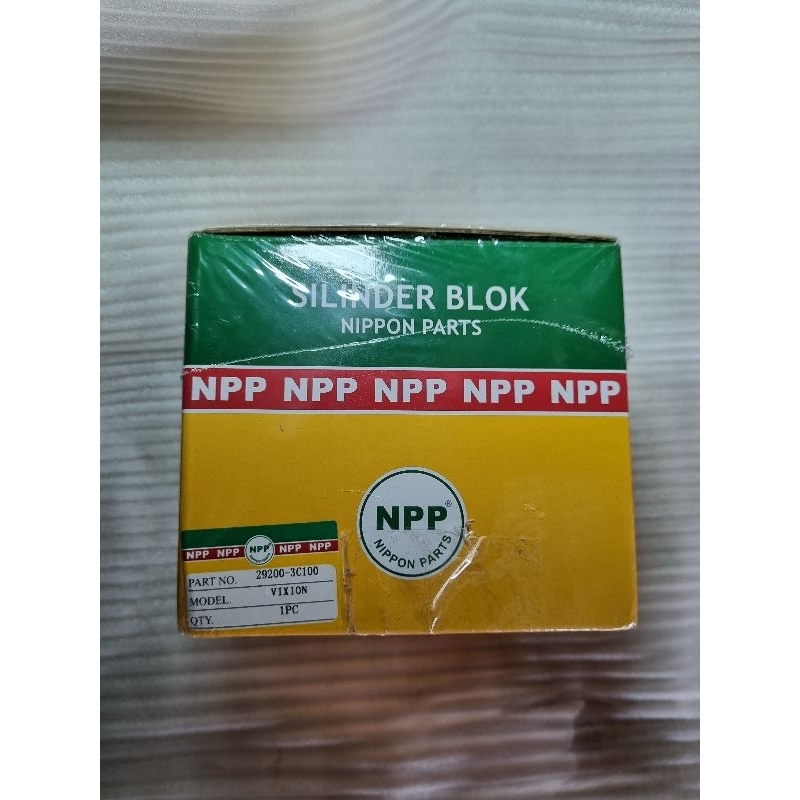 SILINDER BLOK
NIPPON PARTS
NPP NPP NPP NPP NPP
NPP®
NIPPON PARTS
NPP NPP NPP NPP NPP
PART NO. 29200-3C100
MODEL. VIXION
QTY. 1PC